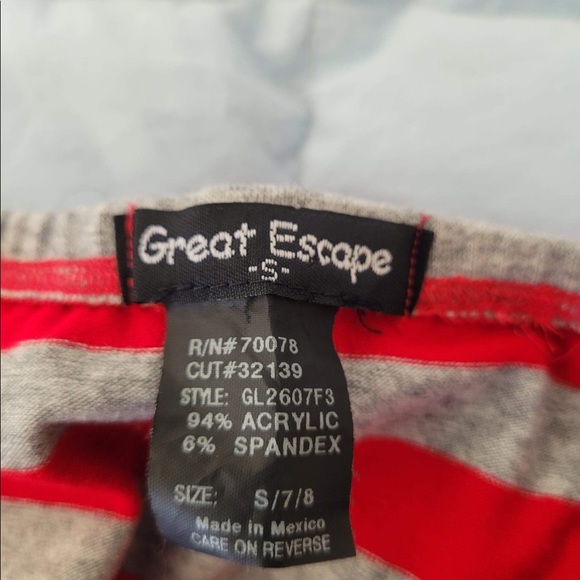 Great Escape
-S-
R/N# 70078
CUT#32139
STYLE: GL2607F3
94% ACRYLIC
6% SPANDEX
SIZE: S/7/8
Made in Mexico
CARE ON REVERSE